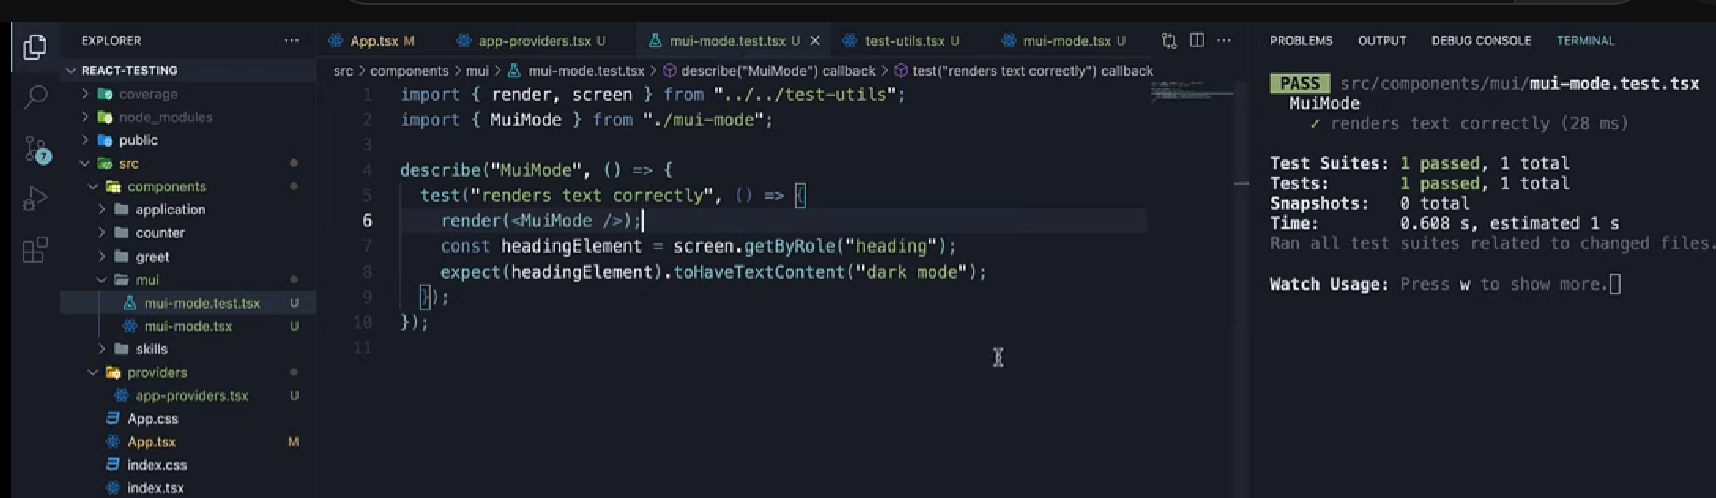 EXPLORER ...
REACT-TESTING
coverage
node_modules
public
src
components
application
counter
greet
mui
mui-mode.test.tsx U
mui-mode.tsx U
skills
providers
app-providers.tsx U
App.css
App.tsx M
index.css
index.tsx
7
App.tsx M app-providers.tsx U mui-mode.test.tsx U × test-utils.tsx U mui-mode.tsx U ...
src > components > mui > mui-mode.test.tsx > describe("MuiMode") callback > test("renders text correctly") callback
1 import { render, screen } from "../../test-utils";
2 import { MuiMode } from "./mui-mode";
3
4 describe("MuiMode", () => {
5 test("renders text correctly", () => {
6 render(<MuiMode />);
7 const headingElement = screen.getByRole("heading");
8 expect(headingElement).toHaveTextContent("dark mode");
9 });
10 });
11
PROBLEMS OUTPUT DEBUG CONSOLE TERMINAL
PASS src/components/mui/mui-mode.test.tsx
MuiMode
✓ renders text correctly (28 ms)
Test Suites: 1 passed, 1 total
Tests: 1 passed, 1 total
Snapshots: 0 total
Time: 0.608 s, estimated 1 s
Ran all test suites related to changed files.
Watch Usage: Press w to show more.